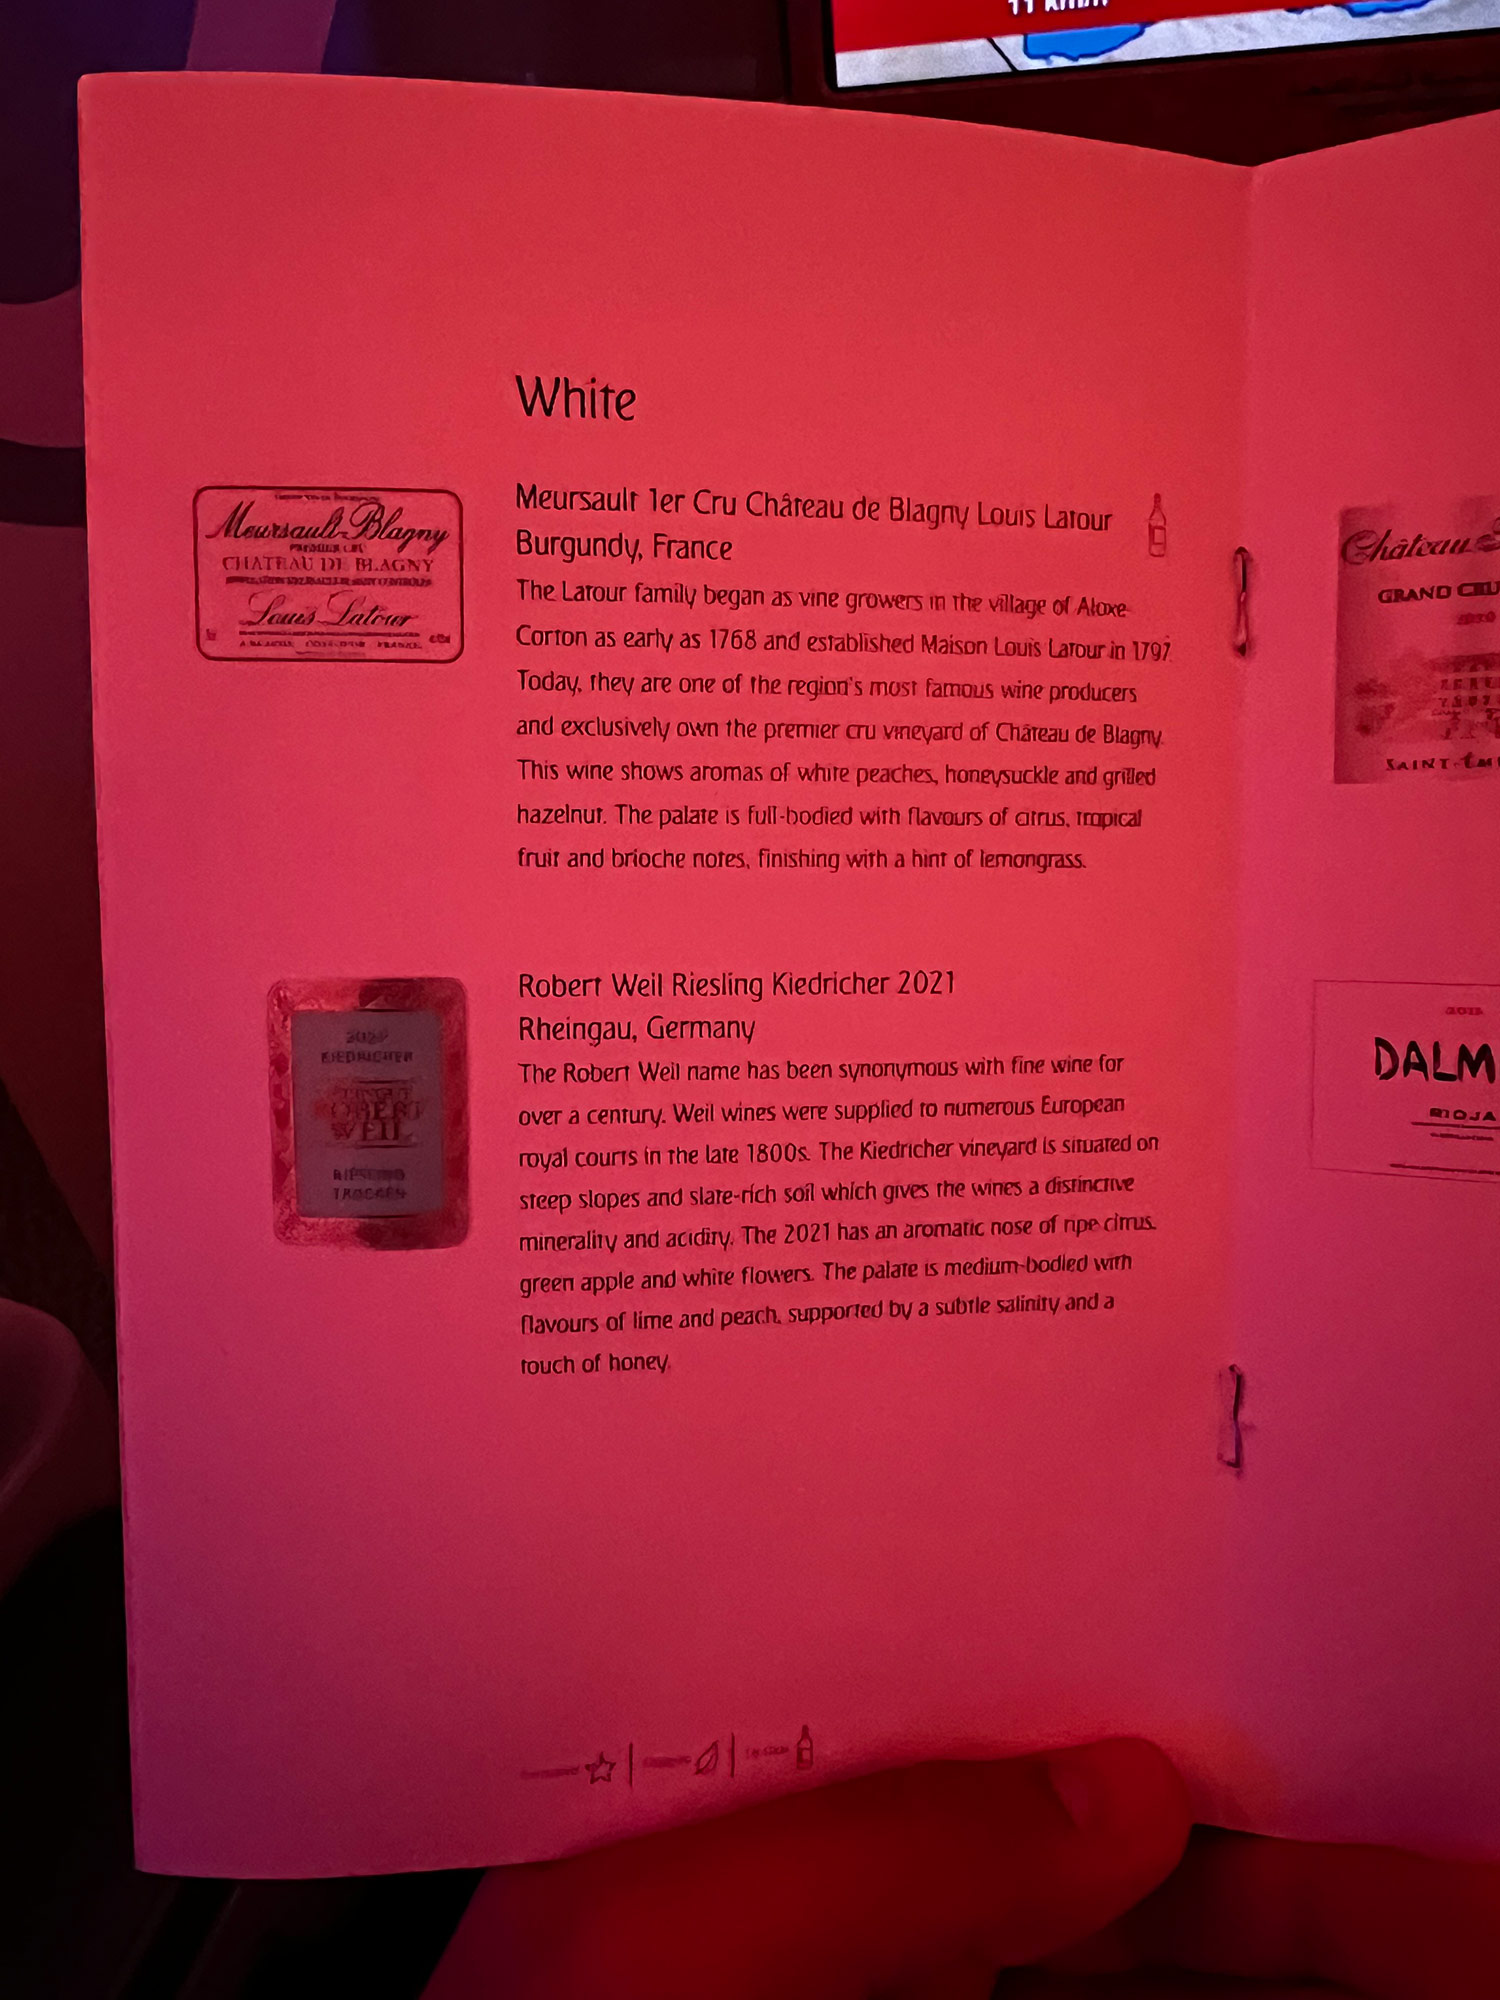 11 km/h
White
Meursault-Blagny
PREMIER CRU
CHATEAU DE BLAGNY
Louis Latour
Meursault 1er Cru Château de Blagny Louis Latour
Burgundy, France
The Latour family began as vine growers in the village of Aloxe-
Corton as early as 1768 and established Maison Louis Latour in 1797.
Today, they are one of the region's most famous wine producers
and exclusively own the premier cru vineyard of Château de Blagny.
This wine shows aromas of white peaches, honeysuckle and grilled
hazelnut. The palate is full-bodied with flavours of citrus, tropical
fruit and brioche notes, finishing with a hint of lemongrass.
KIEDRICHER
ROBERT
WEIL
RIESLING
TROCKEN
Robert Weil Riesling Kiedricher 2021
Rheingau, Germany
The Robert Weil name has been synonymous with fine wine for
over a century. Weil wines were supplied to numerous European
royal courts in the late 1800s. The Kiedricher vineyard is situated on
steep slopes and slate-rich soil which gives the wines a distinctive
minerality and acidity. The 2021 has an aromatic nose of ripe citrus,
green apple and white flowers. The palate is medium-bodied with
flavours of lime and peach, supported by a subtle salinity and a
touch of honey.
Château
GRAND CRU
SAINT-ÉM
DALM
RIOJA